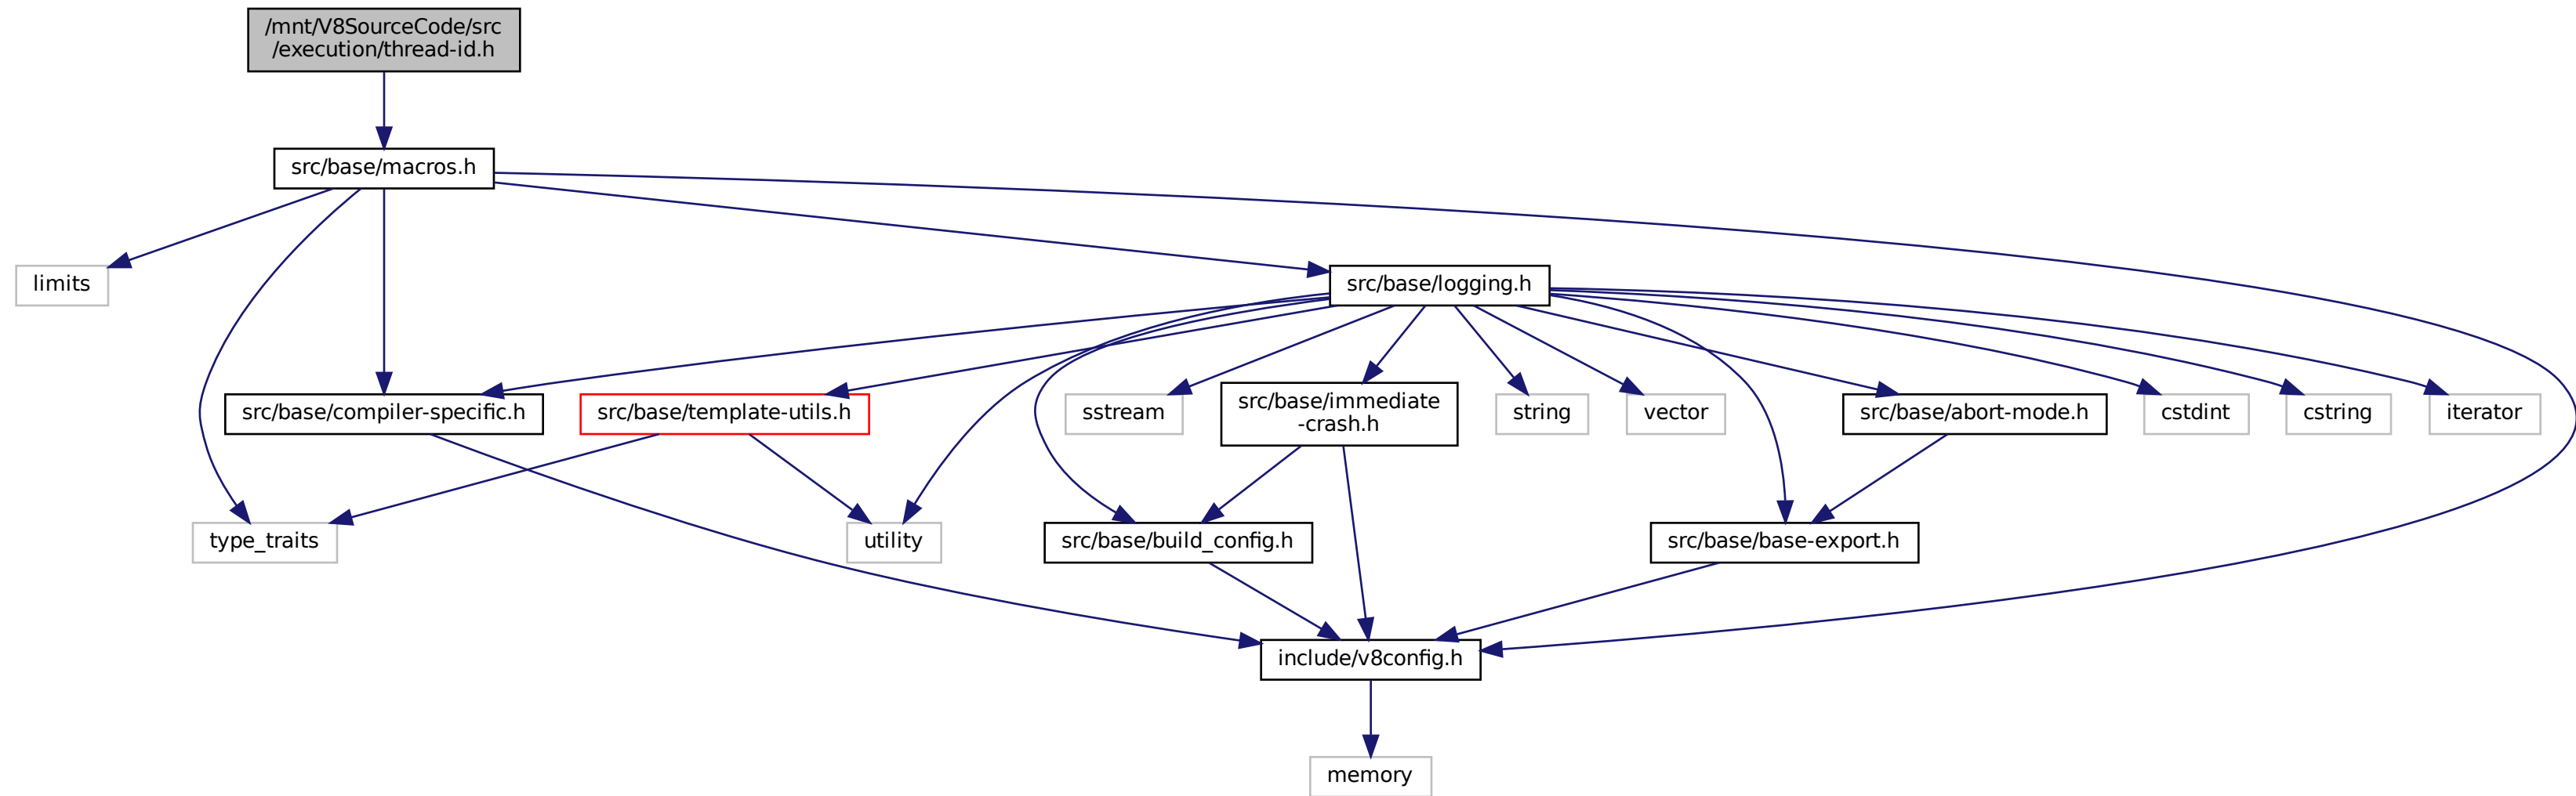 /mnt/V8SourceCode/src
/execution/thread-id.h
src/base/macros.h
limits
src/base/logging.h
src/base/compiler-specific.h
src/base/template-utils.h
sstream
src/base/immediate
-crash.h
string
vector
src/base/abort-mode.h
cstdint
cstring
iterator
type_traits
utility
src/base/build_config.h
src/base/base-export.h
include/v8config.h
memory